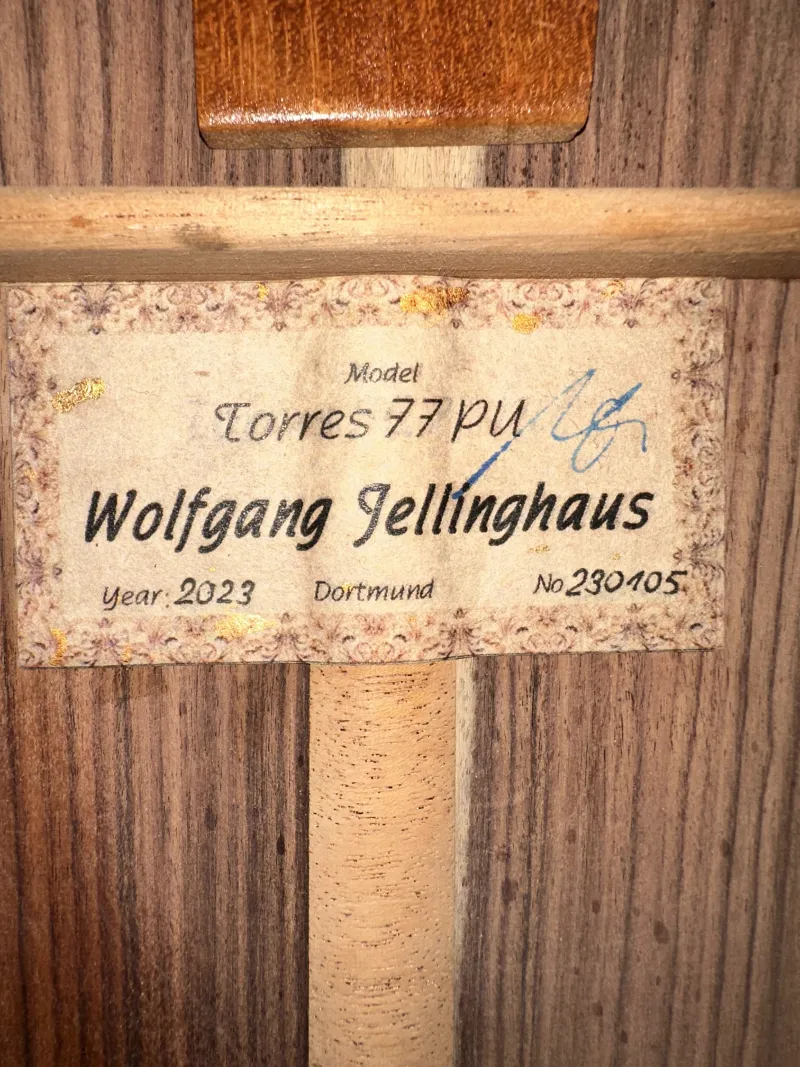 Model
Torres 77 PU
Wolfgang Jellinghaus
Year: 2023 Dortmund No 230105